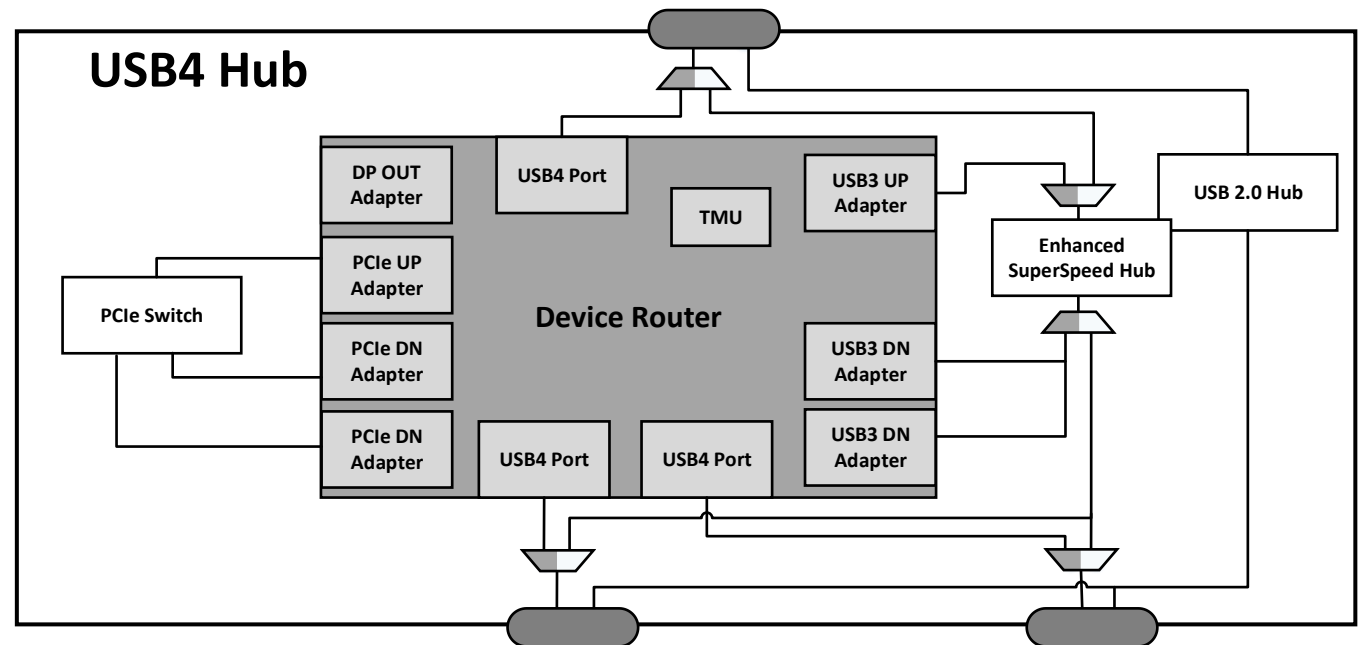 USB4 Hub
DP OUT
Adapter
USB4 Port
TMU
USB3 UP
Adapter
USB 2.0 Hub
Enhanced
SuperSpeed Hub
PCIe UP
Adapter
PCIe Switch
Device Router
PCIe DN
Adapter
USB3 DN
Adapter
PCIe DN
Adapter
USB4 Port
USB4 Port
USB3 DN
Adapter